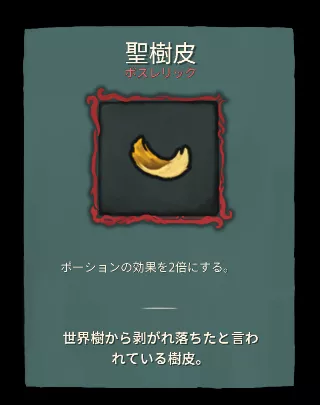 聖樹皮
ボスレリック
ポーションの効果を2倍にする。
世界樹から剥がれ落ちたと言わ
れている樹皮。